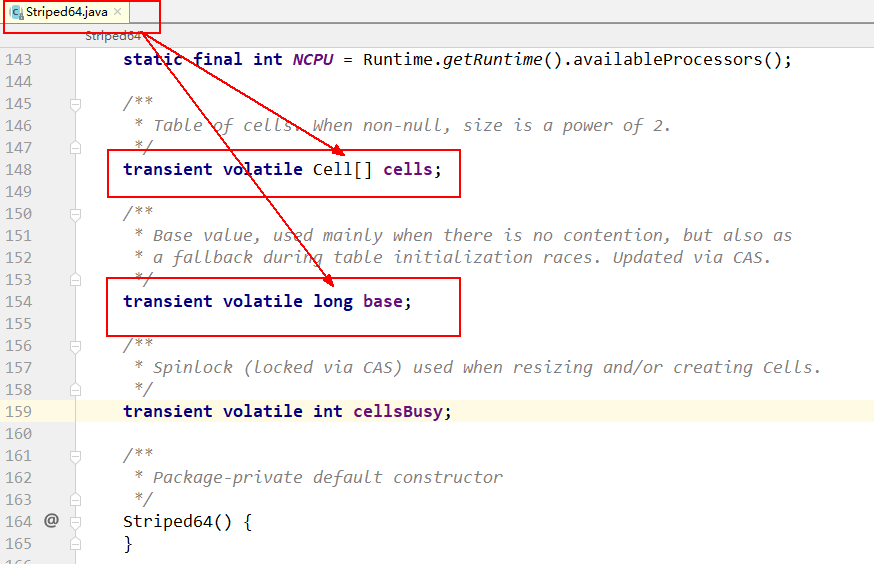 Striped64.java
Striped64
143 static final int NCPU = Runtime.getRuntime().availableProcessors();
144
145 /**
146 * Table of cells. When non-null, size is a power of 2.
147 */
148 transient volatile Cell[] cells;
149
150 /**
151 * Base value, used mainly when there is no contention, but also as
152 * a fallback during table initialization races. Updated via CAS.
153 */
154 transient volatile long base;
155
156 /**
157 * Spinlock (locked via CAS) used when resizing and/or creating Cells.
158 */
159 transient volatile int cellsBusy;
160
161 /**
162 * Package-private default constructor
163 */
164 @ Striped64() {
165 }